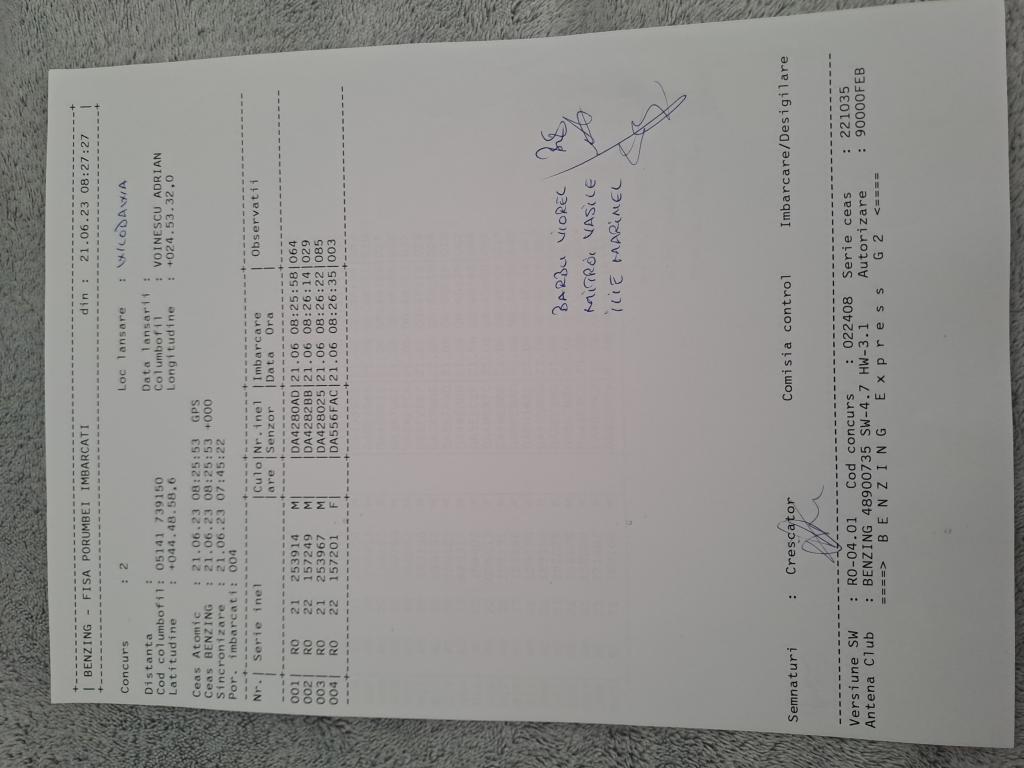 +---------------------------------------------------------------------------+
| BENZING - FISA PORUMBEI IMBARCATI din : 21.06.23 08:27:27 |
+---------------------------------------------------------------------------+
Concurs : 2 Loc lansare : WILODAWA
Distanta : Data lansarii :
Cod columbofil: 05141 739150 Columbofil : VOINESCU ADRIAN
Latitudine : +044.48.58,6 Longitudine : +024.53.32,0
Ceas Atomic : 21.06.23 08:25:53 GPS
Ceas BENZING : 21.06.23 08:25:53 +000
Sincronizare : 21.06.23 07:45:22
Por. imbarcati: 004
Nr.| Serie inel |Culo|Nr.inel |Imbarcare | Observatii
| |are |Senzor |Data Ora |
001| RO 21 253914 M| |DA4280AD|21.06 08:25:58|064
002| RO 22 157249 M| |DA4282BB|21.06 08:26:14|029
003| RO 21 253967 M| |DA428025|21.06 08:26:22|085
004| RO 22 157201 F| |DA556FAC|21.06 08:26:35|003
BARBU VIOREL
MITROI VASILE
ILIE MARINEL
Semnaturi : Crescator Comisia control Imbarcare/Desigilare
Versiune SW : RO-04.01 Cod concurs : 022408 Serie ceas : 221035
Antena Club : BENZING 48900735 SW-4.7 HW-3.1 Autorizare : 90000FEB
====> B E N Z I N G E x p r e s s G 2 <====